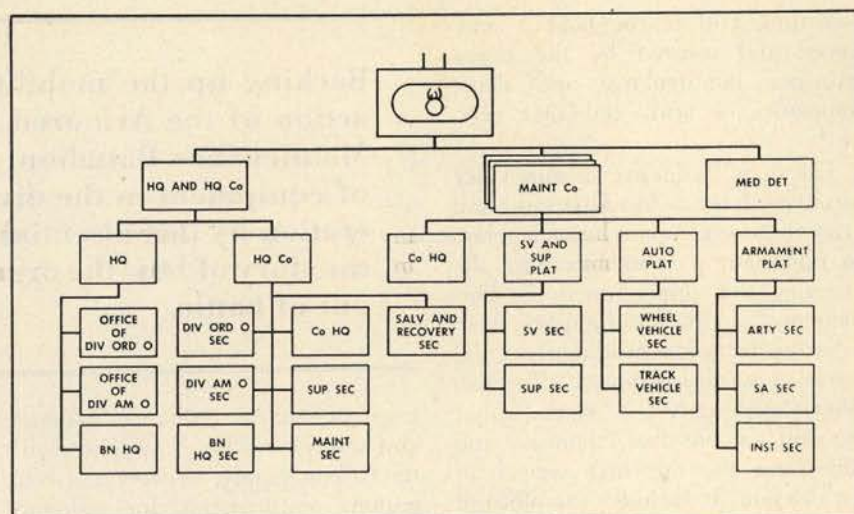 HQ AND HQ Co
MAINT Co
MED DET
HQ
HQ Co
Co HQ
SV AND
SUP PLAT
AUTO
PLAT
ARMAMENT
PLAT
OFFICE
OF
DIV ORD O
DIV ORD O
SEC
Co HQ
SALV AND
RECOVERY
SEC
SV SEC
WHEEL
VEHICLE
SEC
ARTY SEC
OFFICE
OF
DIV AM O
DIV AM O
SEC
SUP SEC
SUP SEC
TRACK
VEHICLE
SEC
SA SEC
BN HQ
BN
HQ SEC
MAINT
SEC
INST SEC